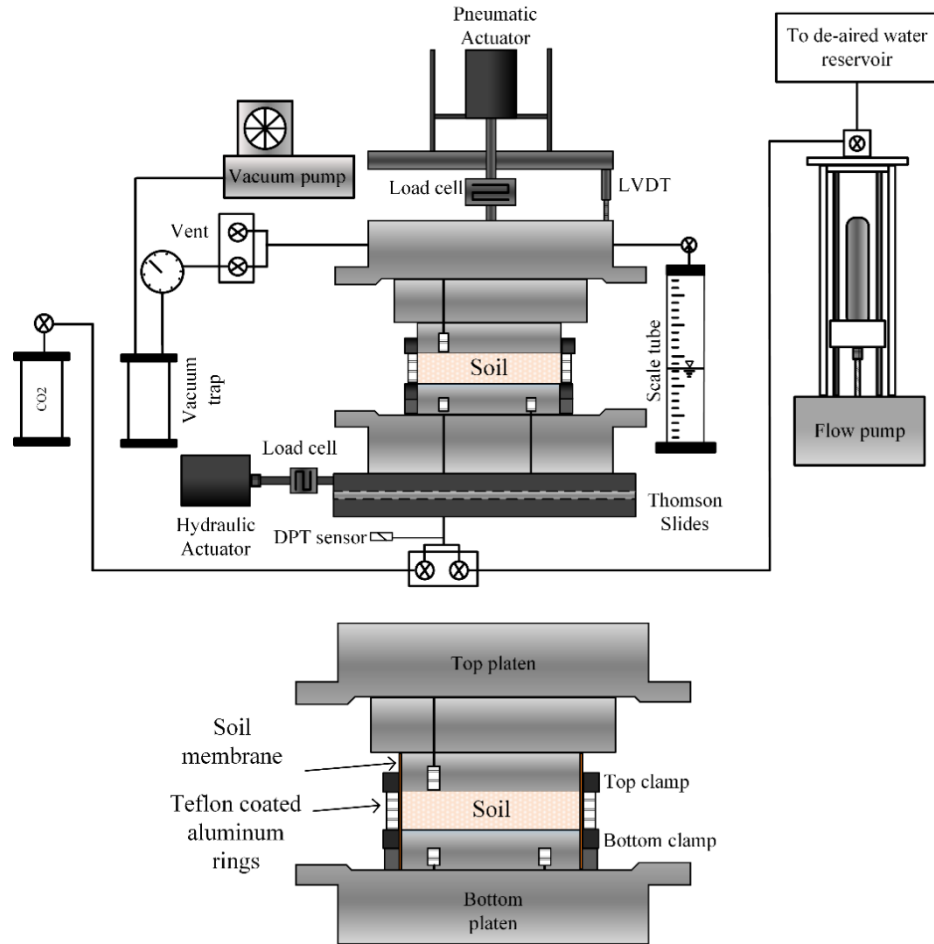 Pneumatic
Actuator
To de-aired water
reservoir
Vacuum pump
Load cell
LVDT
Vent
Soil
Scale tube
CO2
Vacuum
trap
Flow pump
Load cell
Hydraulic
Actuator
Thomson
Slides
DPT sensor
Top platen
Soil
membrane
Top clamp
Teflon coated
aluminum
rings
Soil
Bottom clamp
Bottom
platen